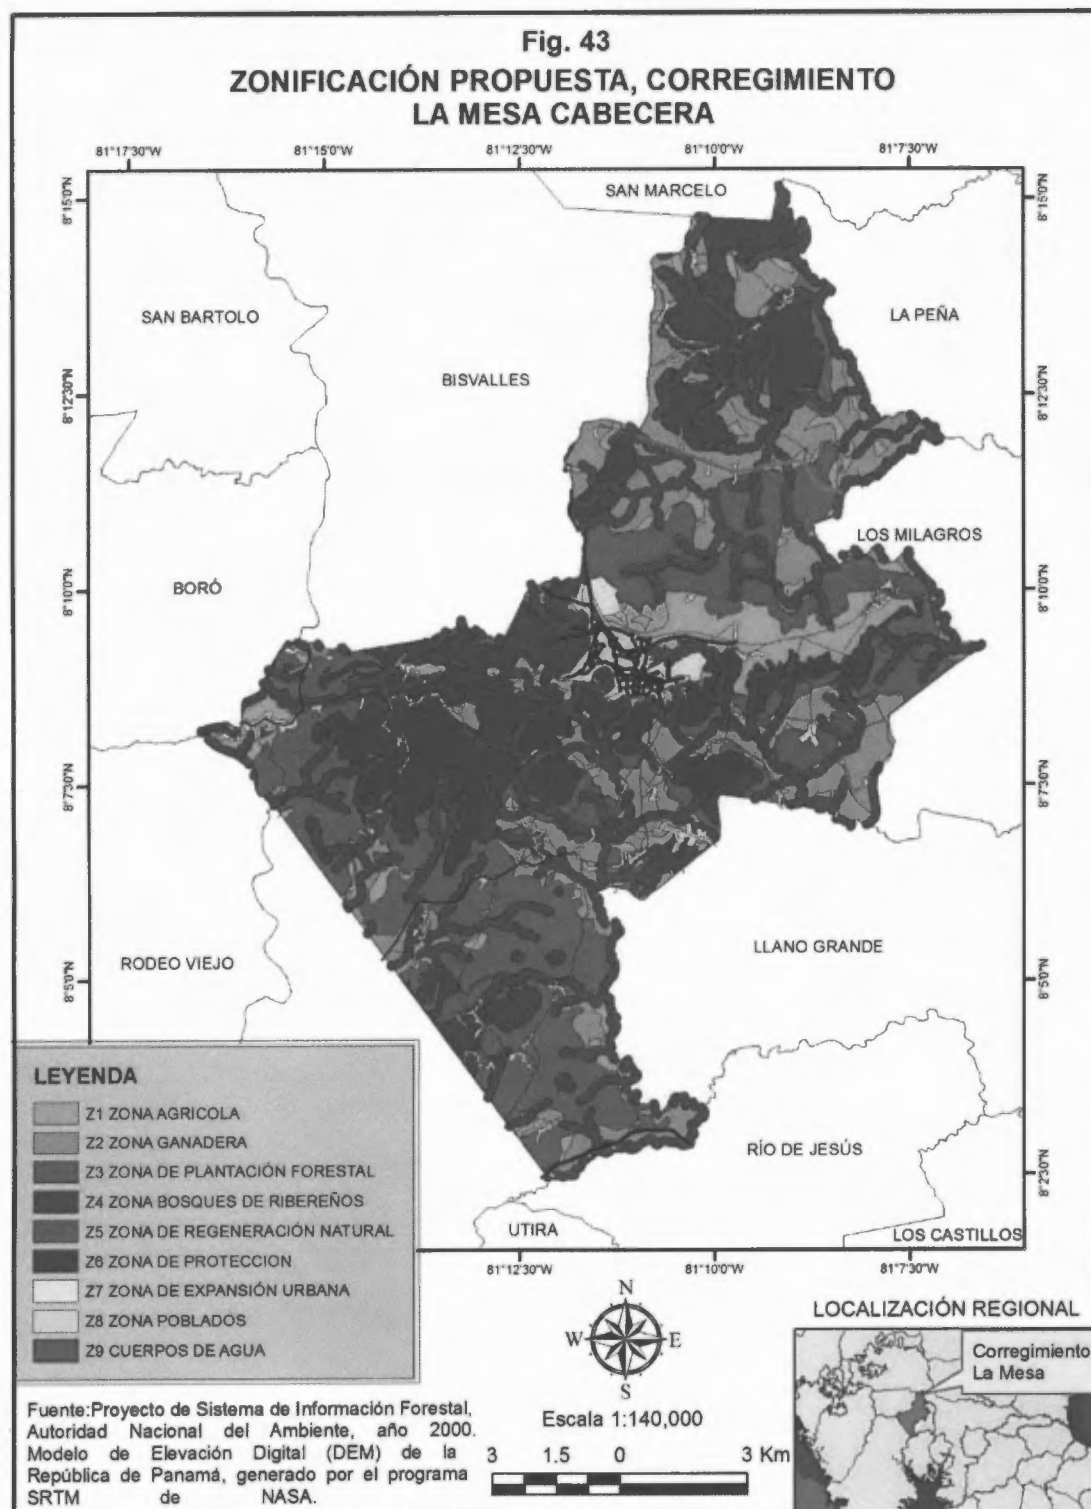 Fig. 43
ZONIFICACIÓN PROPUESTA, CORREGIMIENTO
LA MESA CABECERA
81°17'30"W
81°15'0"W
81°12'30"W
81°10'0"W
81°7'30"W
8°15'0"N
8°15'0"N
SAN MARCELO
SAN BARTOLO
LA PEÑA
BISVALLES
8°12'30"N
8°12'30"N
LOS MILAGROS
BORÓ
8°10'0"N
8°10'0"N
8°7'30"N
8°7'30"N
RODEO VIEJO
LLANO GRANDE
8°5'0"N
8°5'0"N
RÍO DE JESÚS
8°2'30"N
UTIRA
LOS CASTILLOS
81°12'30"W
81°10'0"W
81°7'30"W
LEYENDA
Z1 ZONA AGRICOLA
Z2 ZONA GANADERA
Z3 ZONA DE PLANTACIÓN FORESTAL
Z4 ZONA BOSQUES DE RIBEREÑOS
Z5 ZONA DE REGENERACIÓN NATURAL
Z6 ZONA DE PROTECCION
Z7 ZONA DE EXPANSIÓN URBANA
Z8 ZONA POBLADOS
Z9 CUERPOS DE AGUA
N
W
E
S
Escala 1:140,000
3 1.5 0 3 Km
LOCALIZACIÓN REGIONAL
Corregimiento
La Mesa
Fuente:Proyecto de Sistema de Información Forestal,
Autoridad Nacional del Ambiente, año 2000.
Modelo de Elevación Digital (DEM) de la
República de Panamá, generado por el programa
SRTM de NASA.